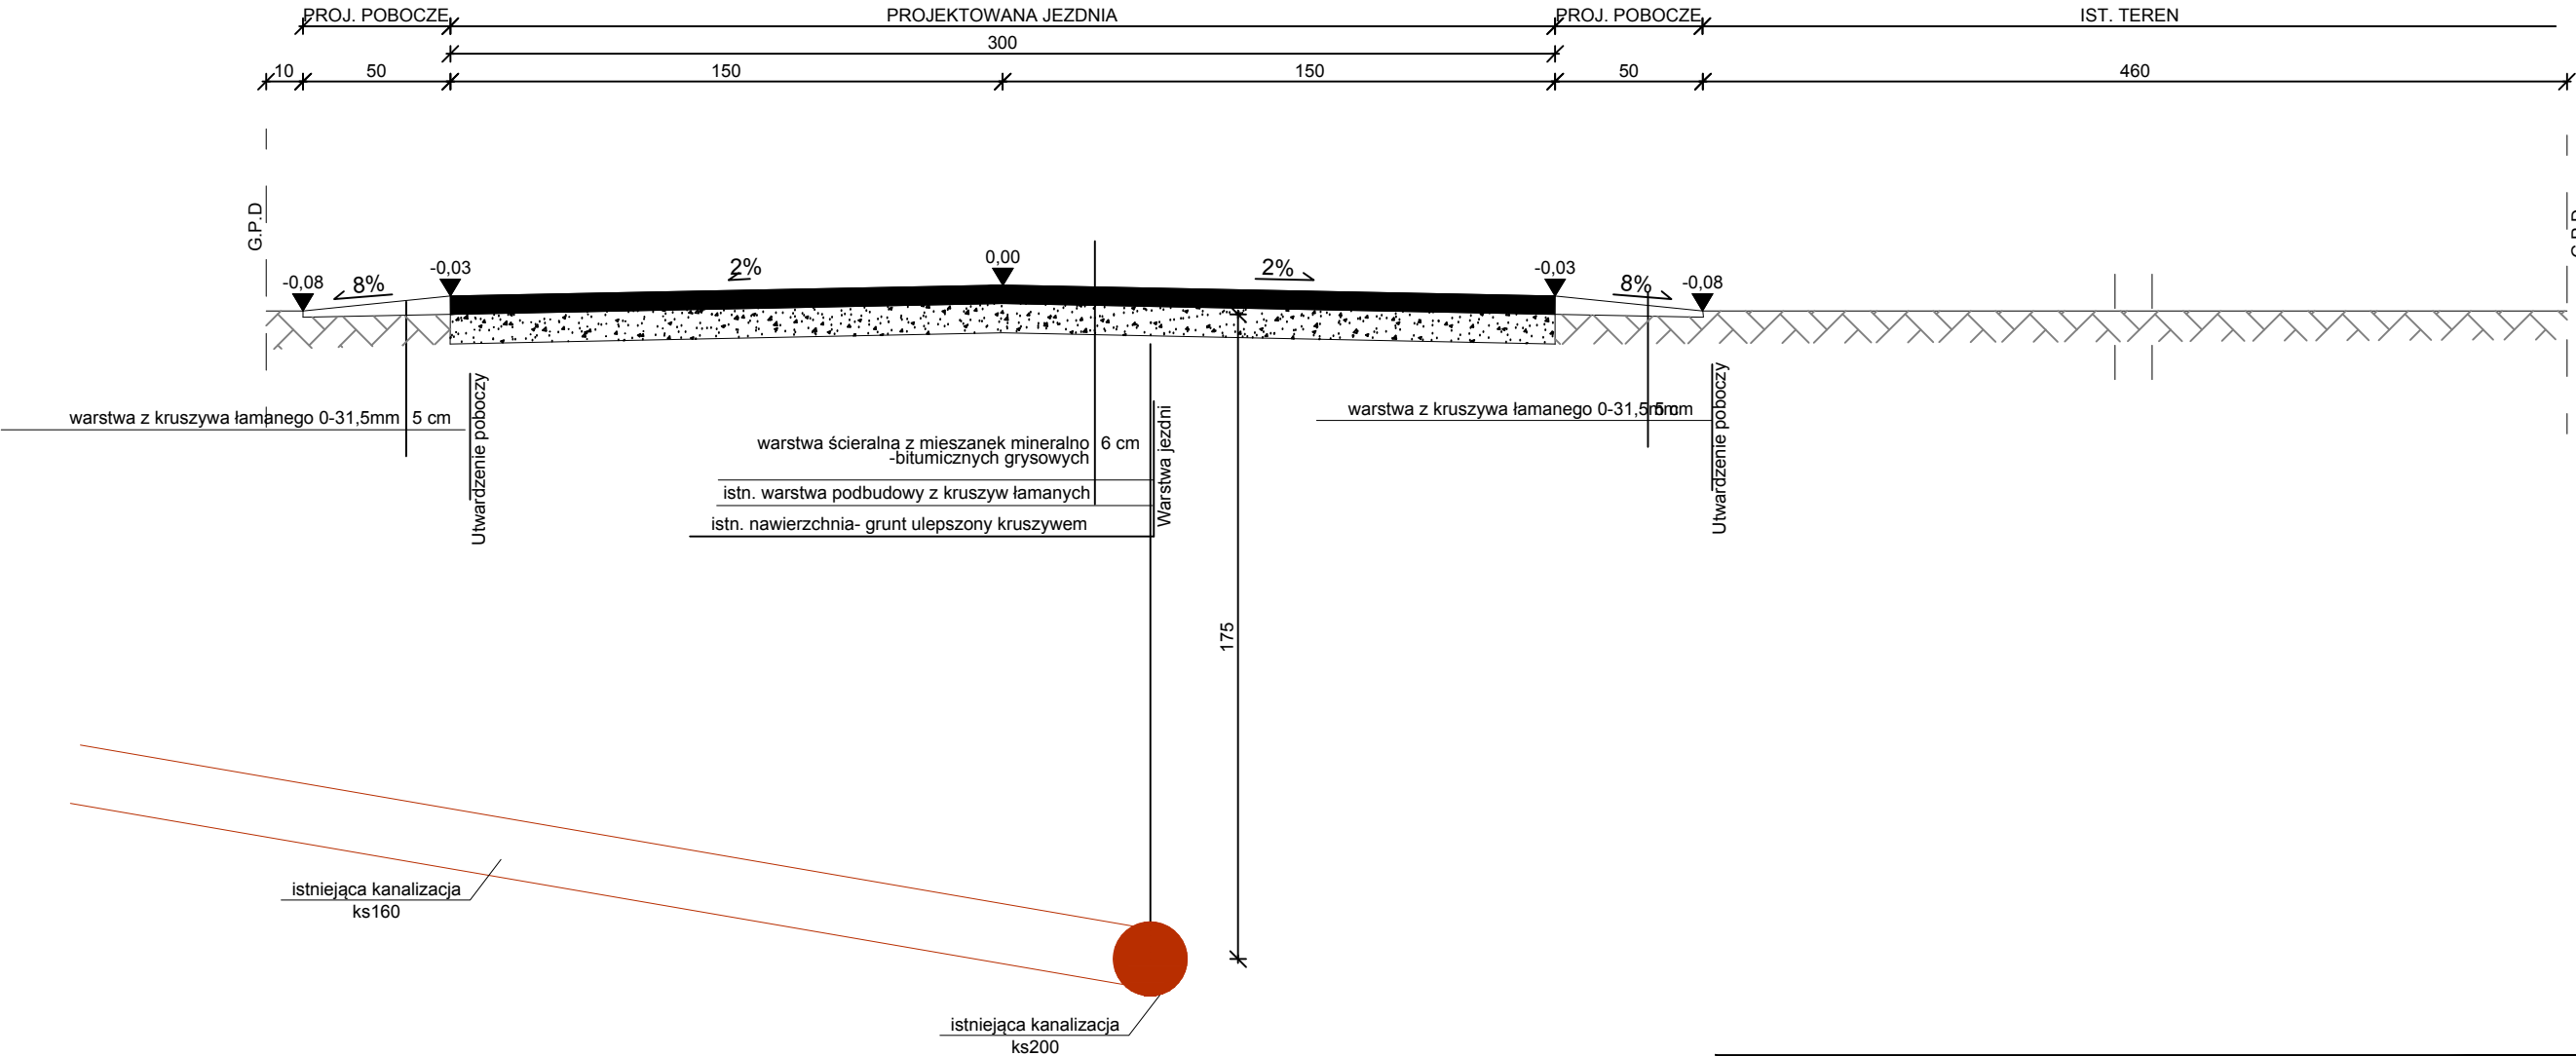 PROJ. POBOCZE
PROJEKTOWANA JEZDNIA
PROJ. POBOCZE
IST. TEREN
300
10
50
150
150
50
460
G.P.D
G.P.D
-0,08
8%
-0,03
2%
0,00
2%
-0,03
8%
-0,08
warstwa z kruszywa łamanego 0-31,5mm
5 cm
Utwardzenie poboczy
warstwa ścieralna z mieszanek mineralno
-bitumicznych grysowych
6 cm
istn. warstwa podbudowy z kruszyw łamanych
istn. nawierzchnia- grunt ulepszony kruszywem
Warstwa jezdni
warstwa z kruszywa łamanego 0-31,5mm
5 cm
Utwardzenie poboczy
175
istniejąca kanalizacja
ks160
istniejąca kanalizacja
ks200